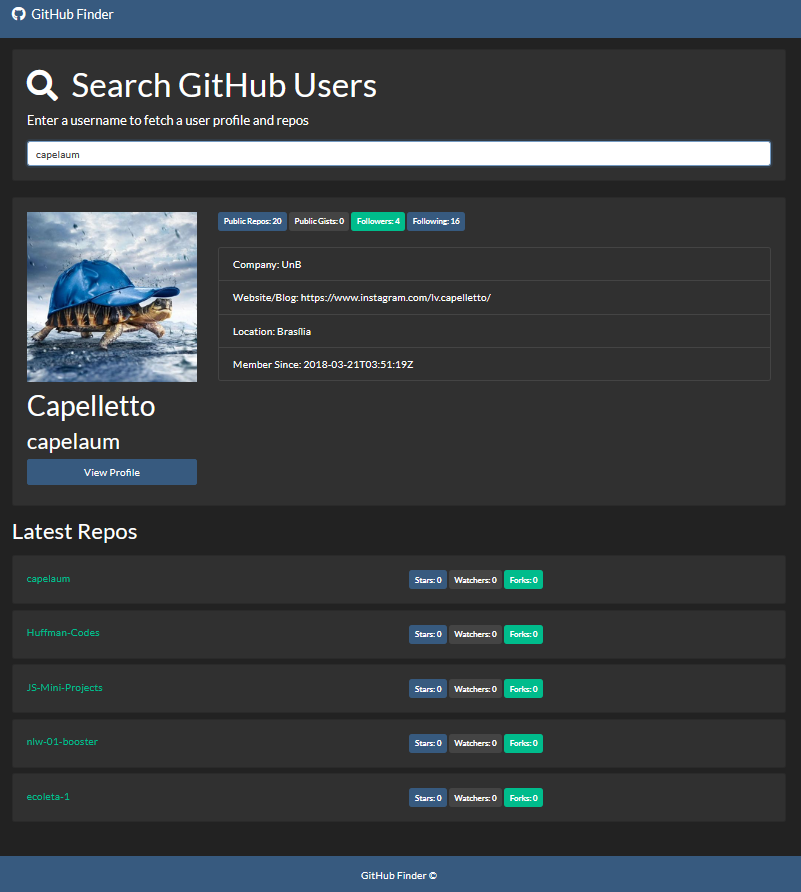 GitHub Finder
Search GitHub Users
Enter a username to fetch a user profile and repos
capelaum
Public Repos: 20 Public Gists: 0 Followers: 4 Following: 16
Company: UnB
Website/Blog: https://www.instagram.com/lv.capelletto/
Location: Brasília
Member Since: 2018-03-21T03:51:19Z
Capelletto
capelaum
View Profile
Latest Repos
capelaum Stars: 0 Watchers: 0 Forks: 0
Huffman-Codes Stars: 0 Watchers: 0 Forks: 0
JS-Mini-Projects Stars: 0 Watchers: 0 Forks: 0
nlw-01-booster Stars: 0 Watchers: 0 Forks: 0
ecoleta-1 Stars: 0 Watchers: 0 Forks: 0
GitHub Finder ©